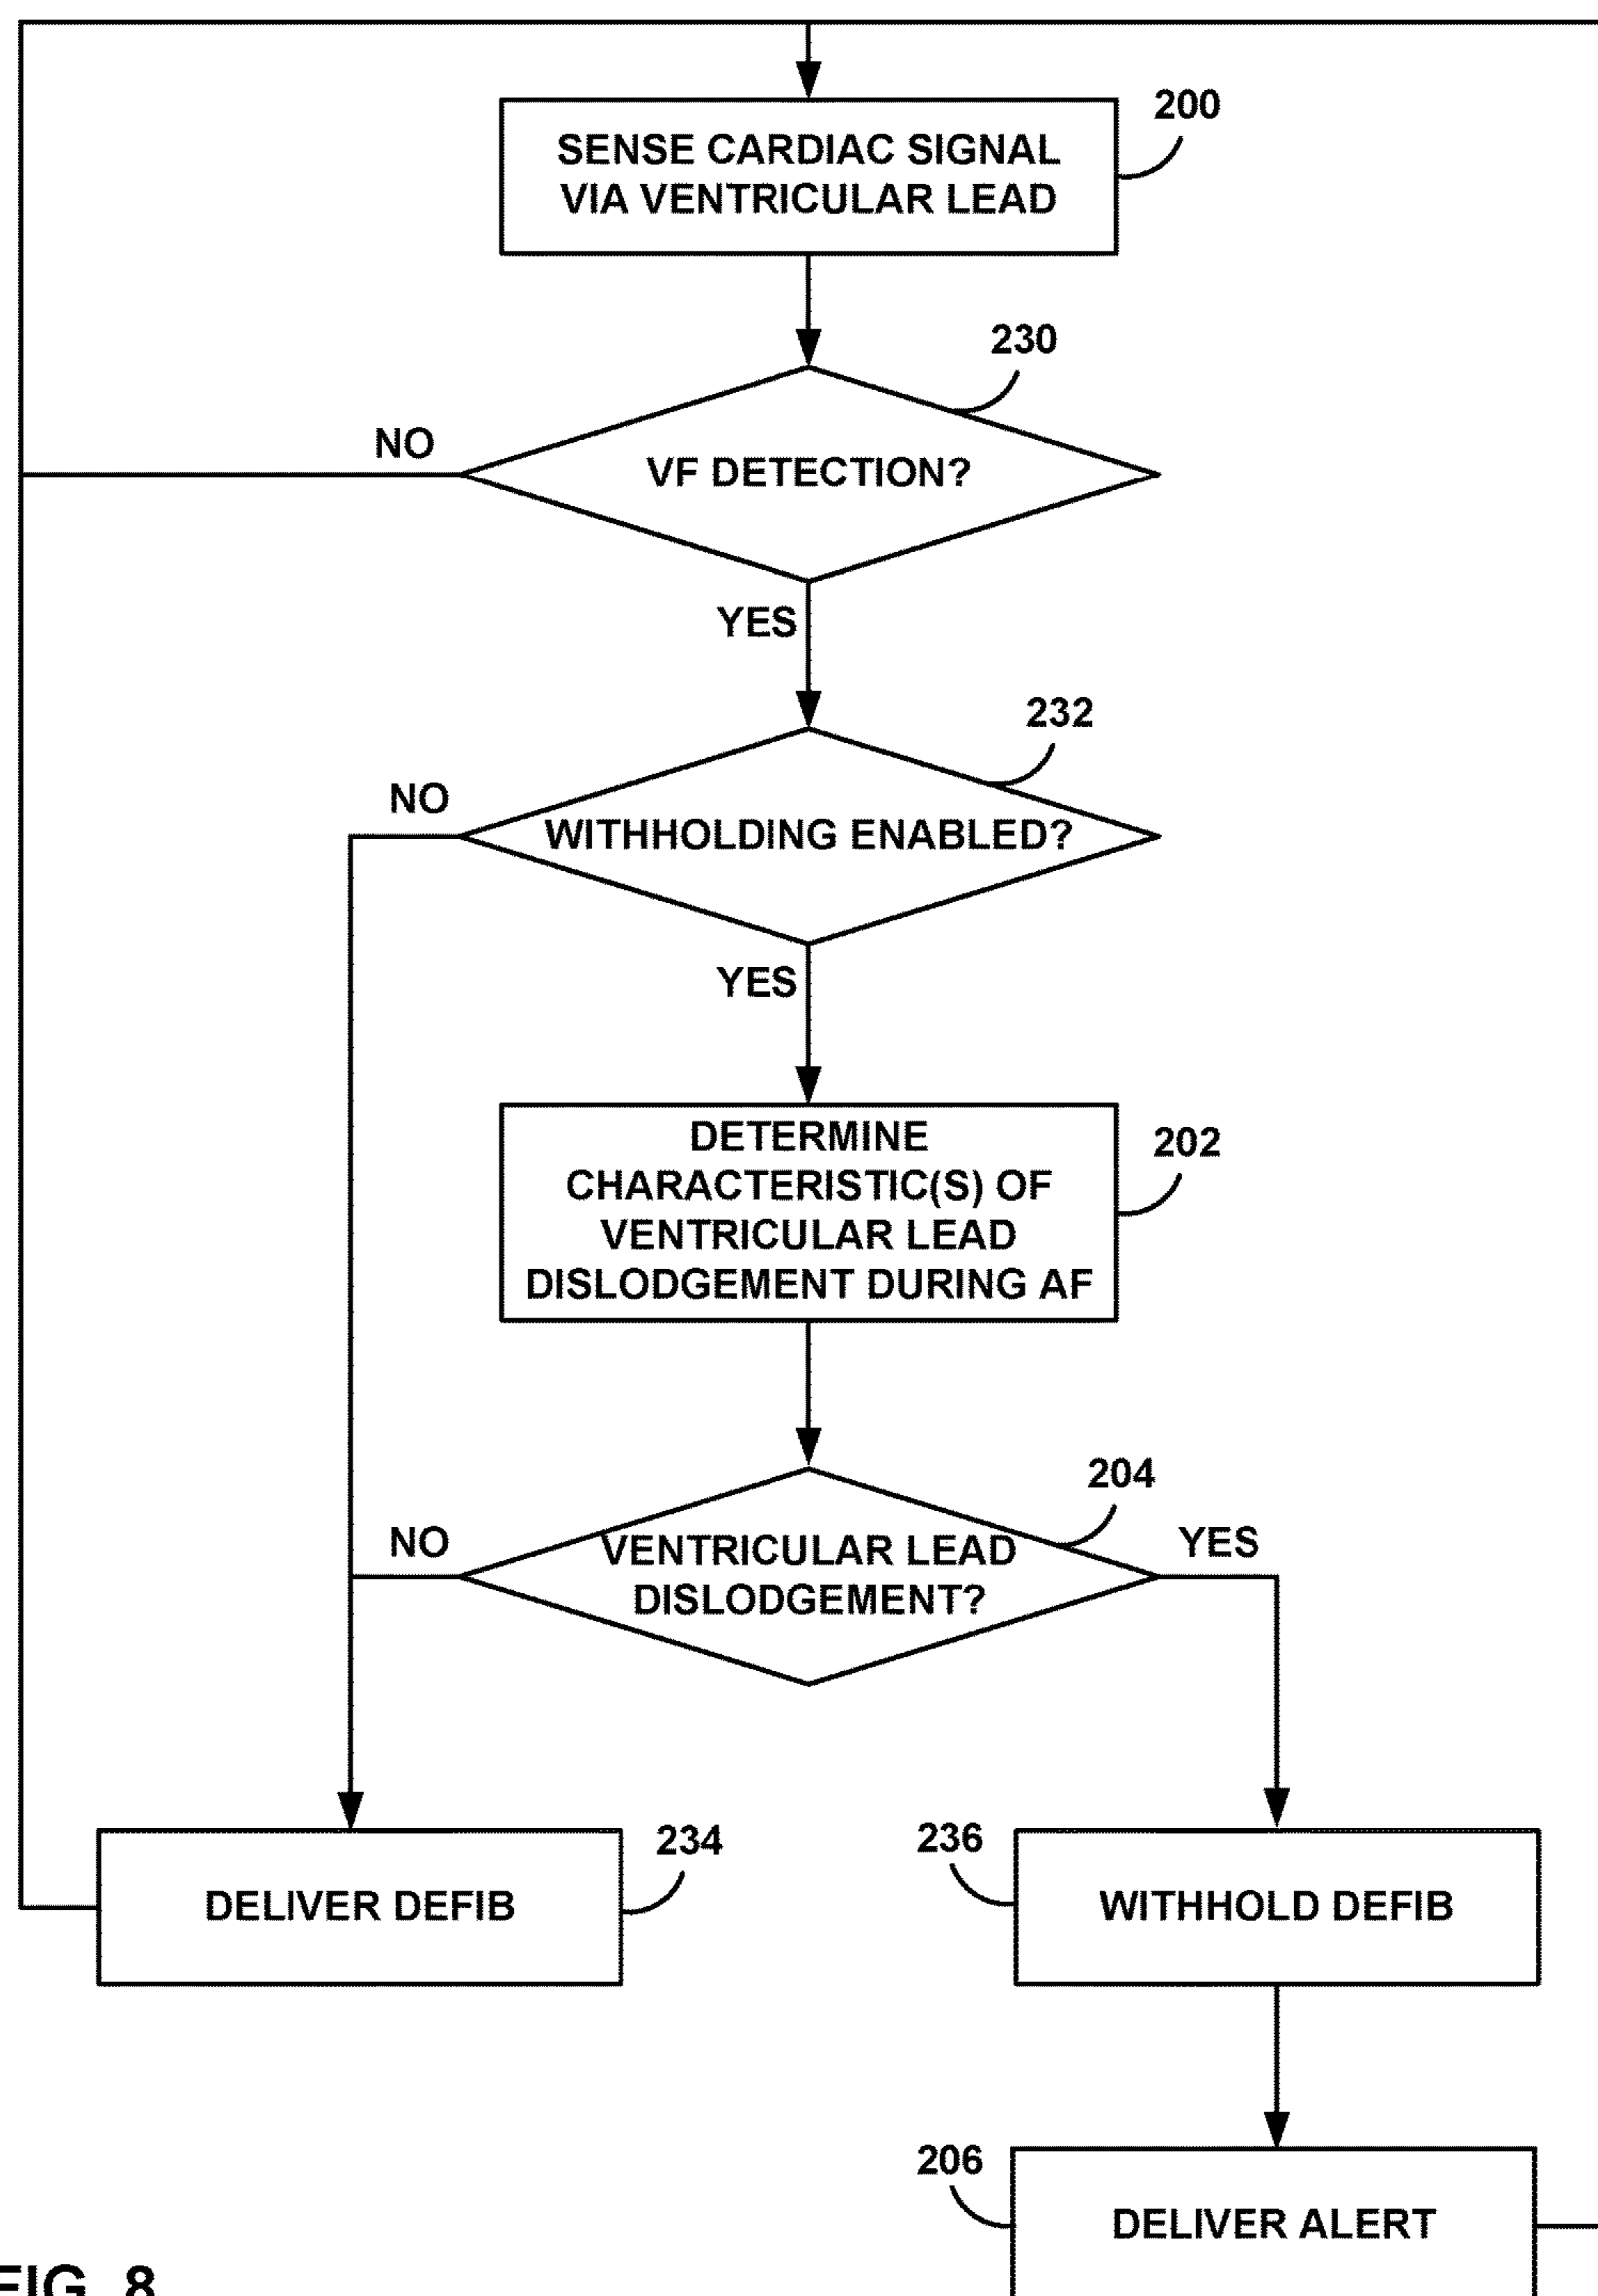 200
SENSE CARDIAC SIGNAL
VIA VENTRICULAR LEAD
230
NO
VF DETECTION?
YES
232
NO
WITHHOLDING ENABLED?
YES
202
DETERMINE
CHARACTERISTIC(S) OF
VENTRICULAR LEAD
DISLODGEMENT DURING AF
204
NO
YES
VENTRICULAR LEAD
DISLODGEMENT?
234
236
DELIVER DEFIB
WITHHOLD DEFIB
206
DELIVER ALERT
FIG. 8